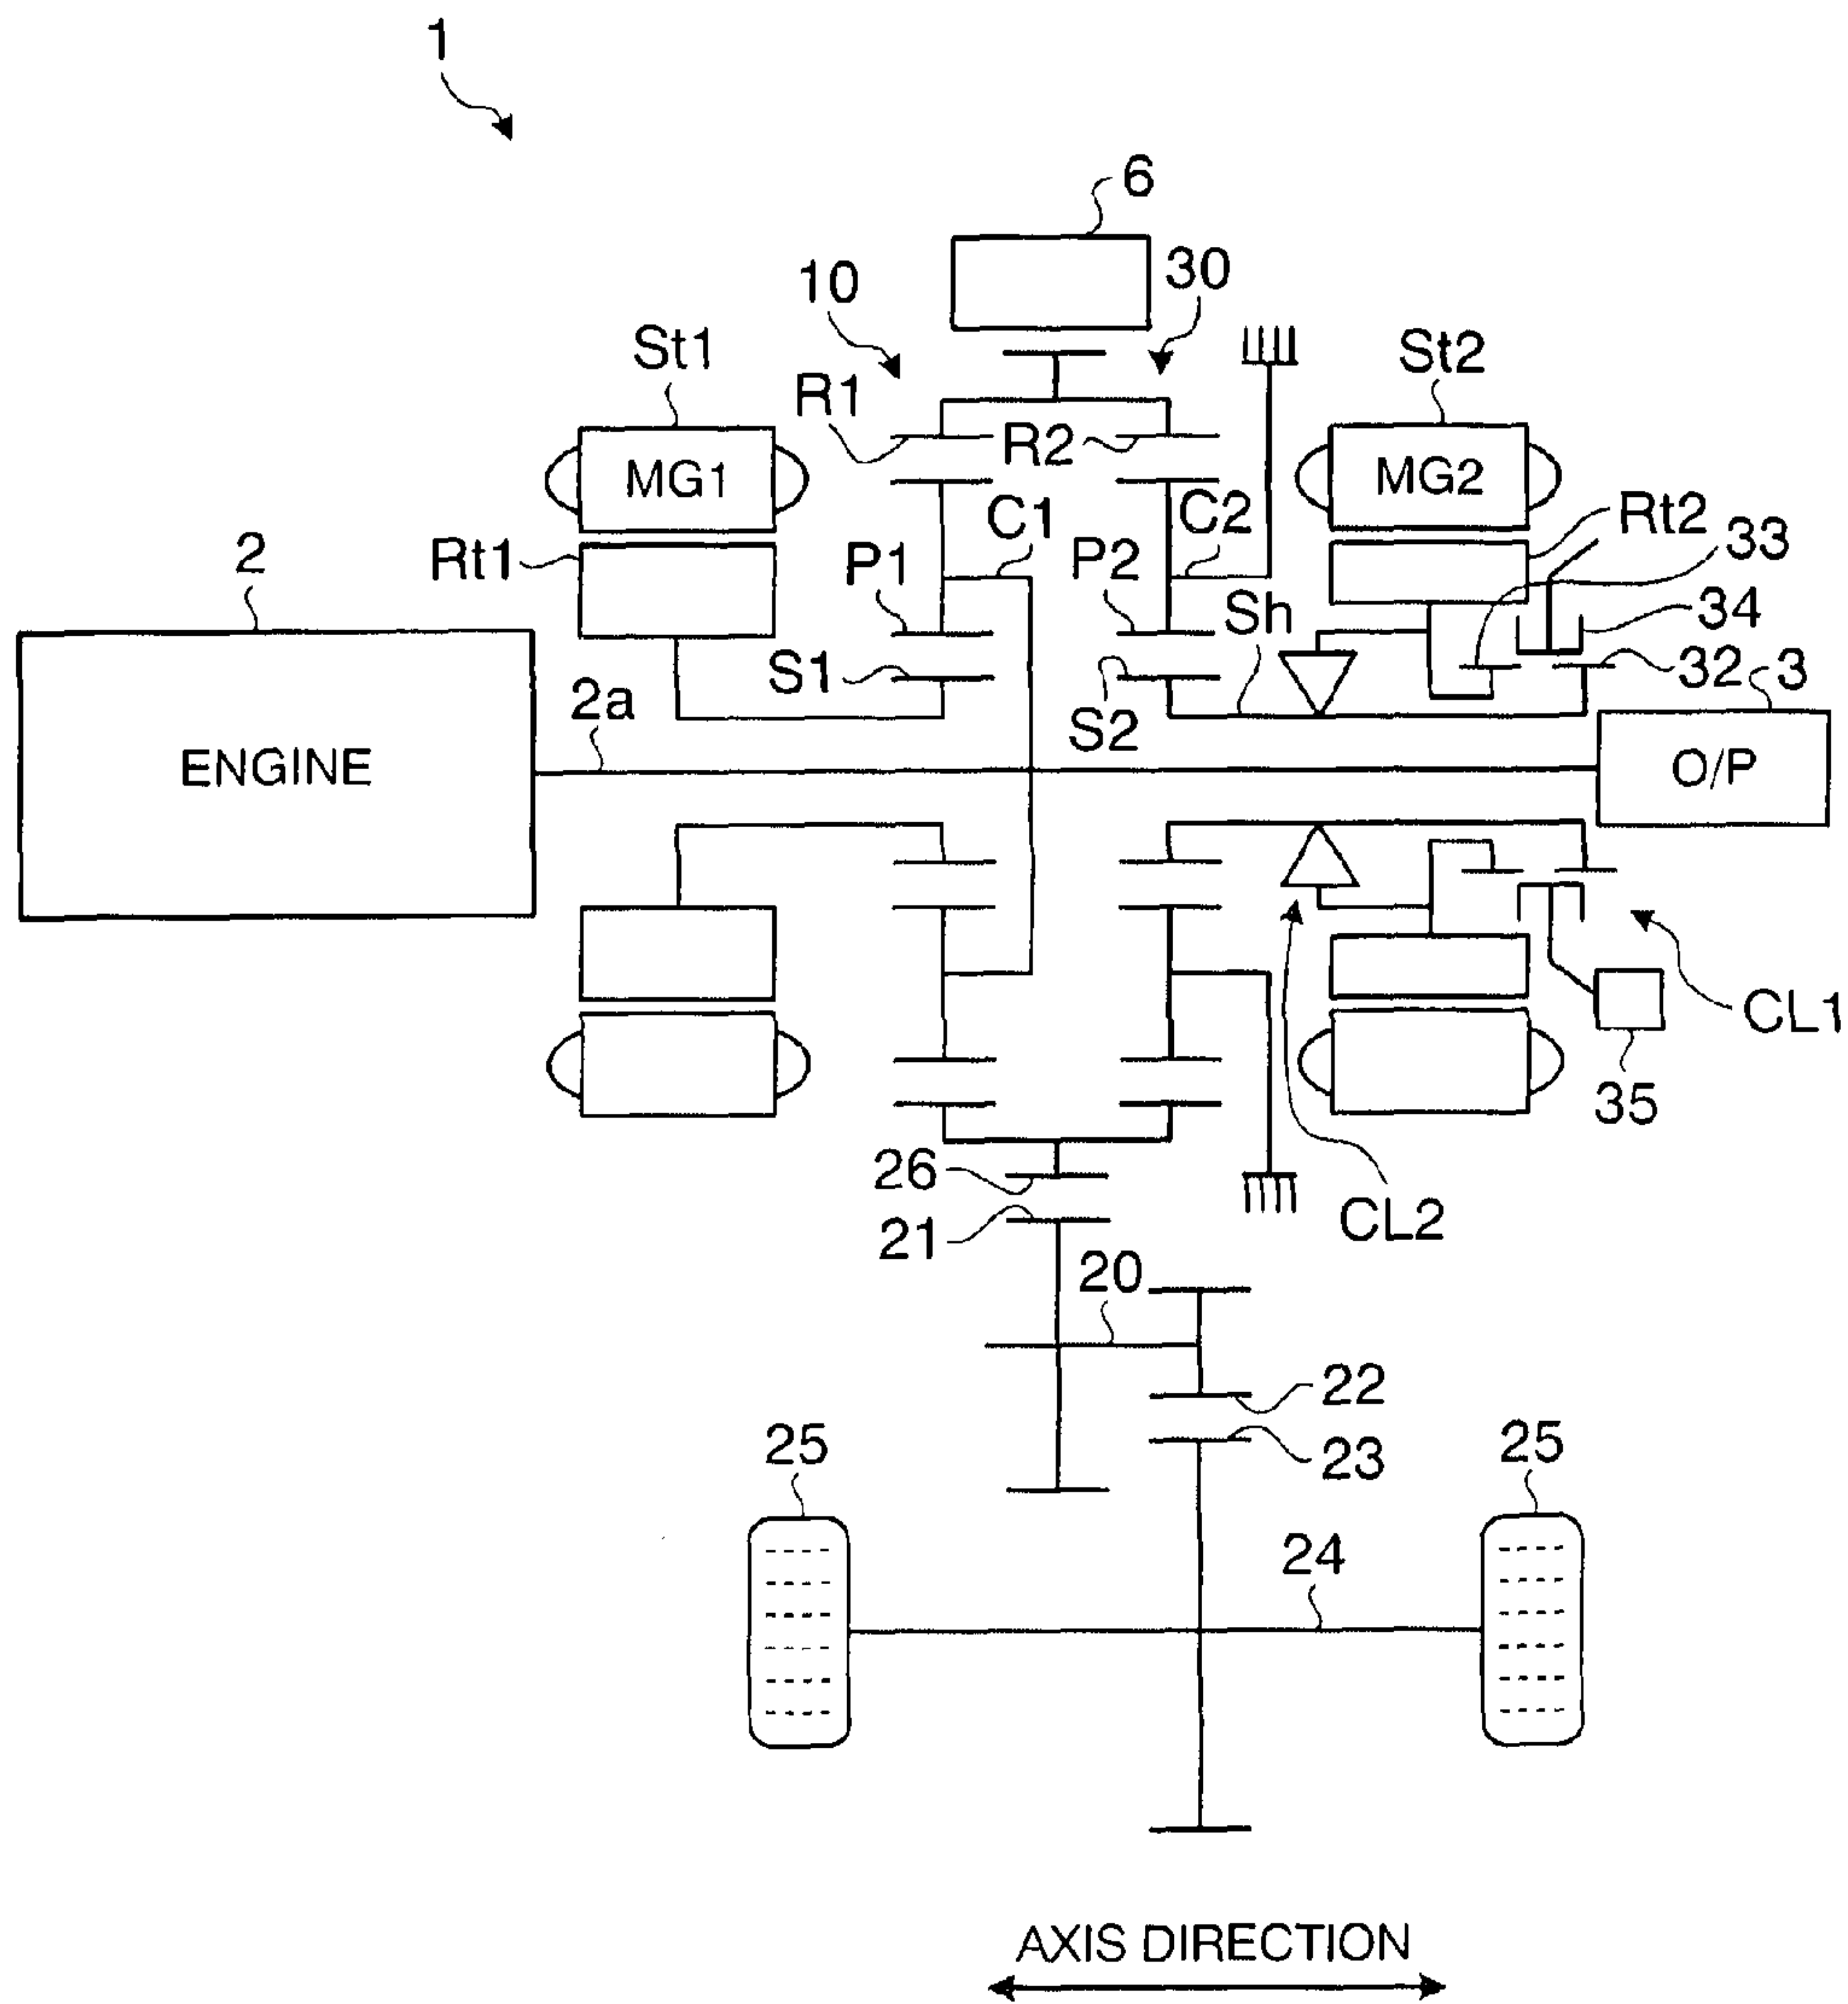 1
6
10
30
St1
R1
R2
St2
MG1
MG2
C1
C2
Rt2
33
2
Rt1
P1
P2
Sh
34
S1
32
3
2a
S2
ENGINE
O/P
CL1
35
26
CL2
21
20
22
23
25
25
24
AXIS DIRECTION